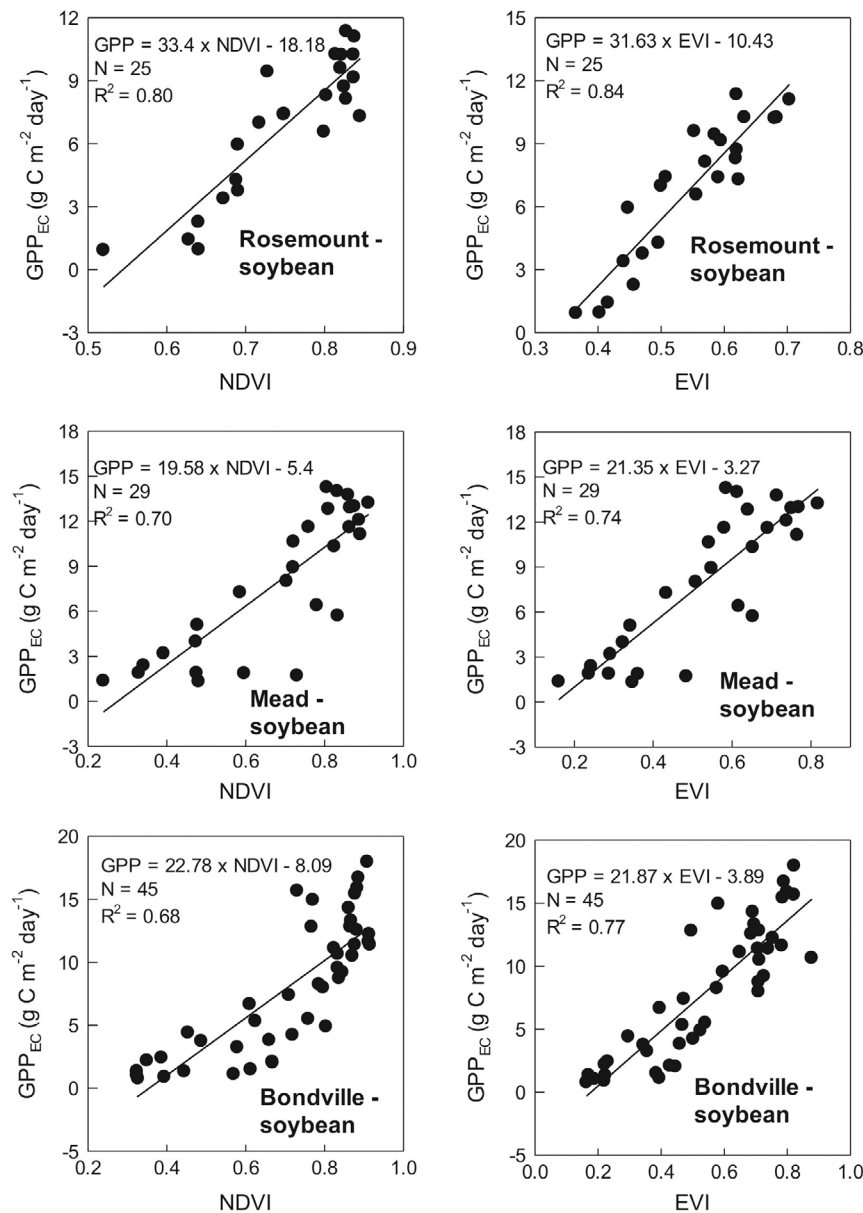 GPP = 33.4 x NDVI - 18.18
N = 25
R² = 0.80
Rosemount -
soybean
GPP_EC (g C m⁻² day⁻¹)
12
9
6
3
0
-3
0.5
0.6
0.7
0.8
0.9
NDVI
GPP = 31.63 x EVI - 10.43
N = 25
R² = 0.84
Rosemount -
soybean
GPP_EC (g C m⁻² day⁻¹)
15
12
9
6
3
0
0.3
0.4
0.5
0.6
0.7
0.8
EVI
GPP = 19.58 x NDVI - 5.4
N = 29
R² = 0.70
Mead -
soybean
GPP_EC (g C m⁻² day⁻¹)
18
15
12
9
6
3
0
-3
0.2
0.4
0.6
0.8
1.0
NDVI
GPP = 21.35 x EVI - 3.27
N = 29
R² = 0.74
Mead -
soybean
GPP_EC (g C m⁻² day⁻¹)
18
15
12
9
6
3
0
-3
0.2
0.4
0.6
0.8
EVI
GPP = 22.78 x NDVI - 8.09
N = 45
R² = 0.68
Bondville -
soybean
GPP_EC (g C m⁻² day⁻¹)
20
15
10
5
0
-5
0.2
0.4
0.6
0.8
1.0
NDVI
GPP = 21.87 x EVI - 3.89
N = 45
R² = 0.77
Bondville -
soybean
GPP_EC (g C m⁻² day⁻¹)
20
15
10
5
0
-5
0.0
0.2
0.4
0.6
0.8
1.0
EVI